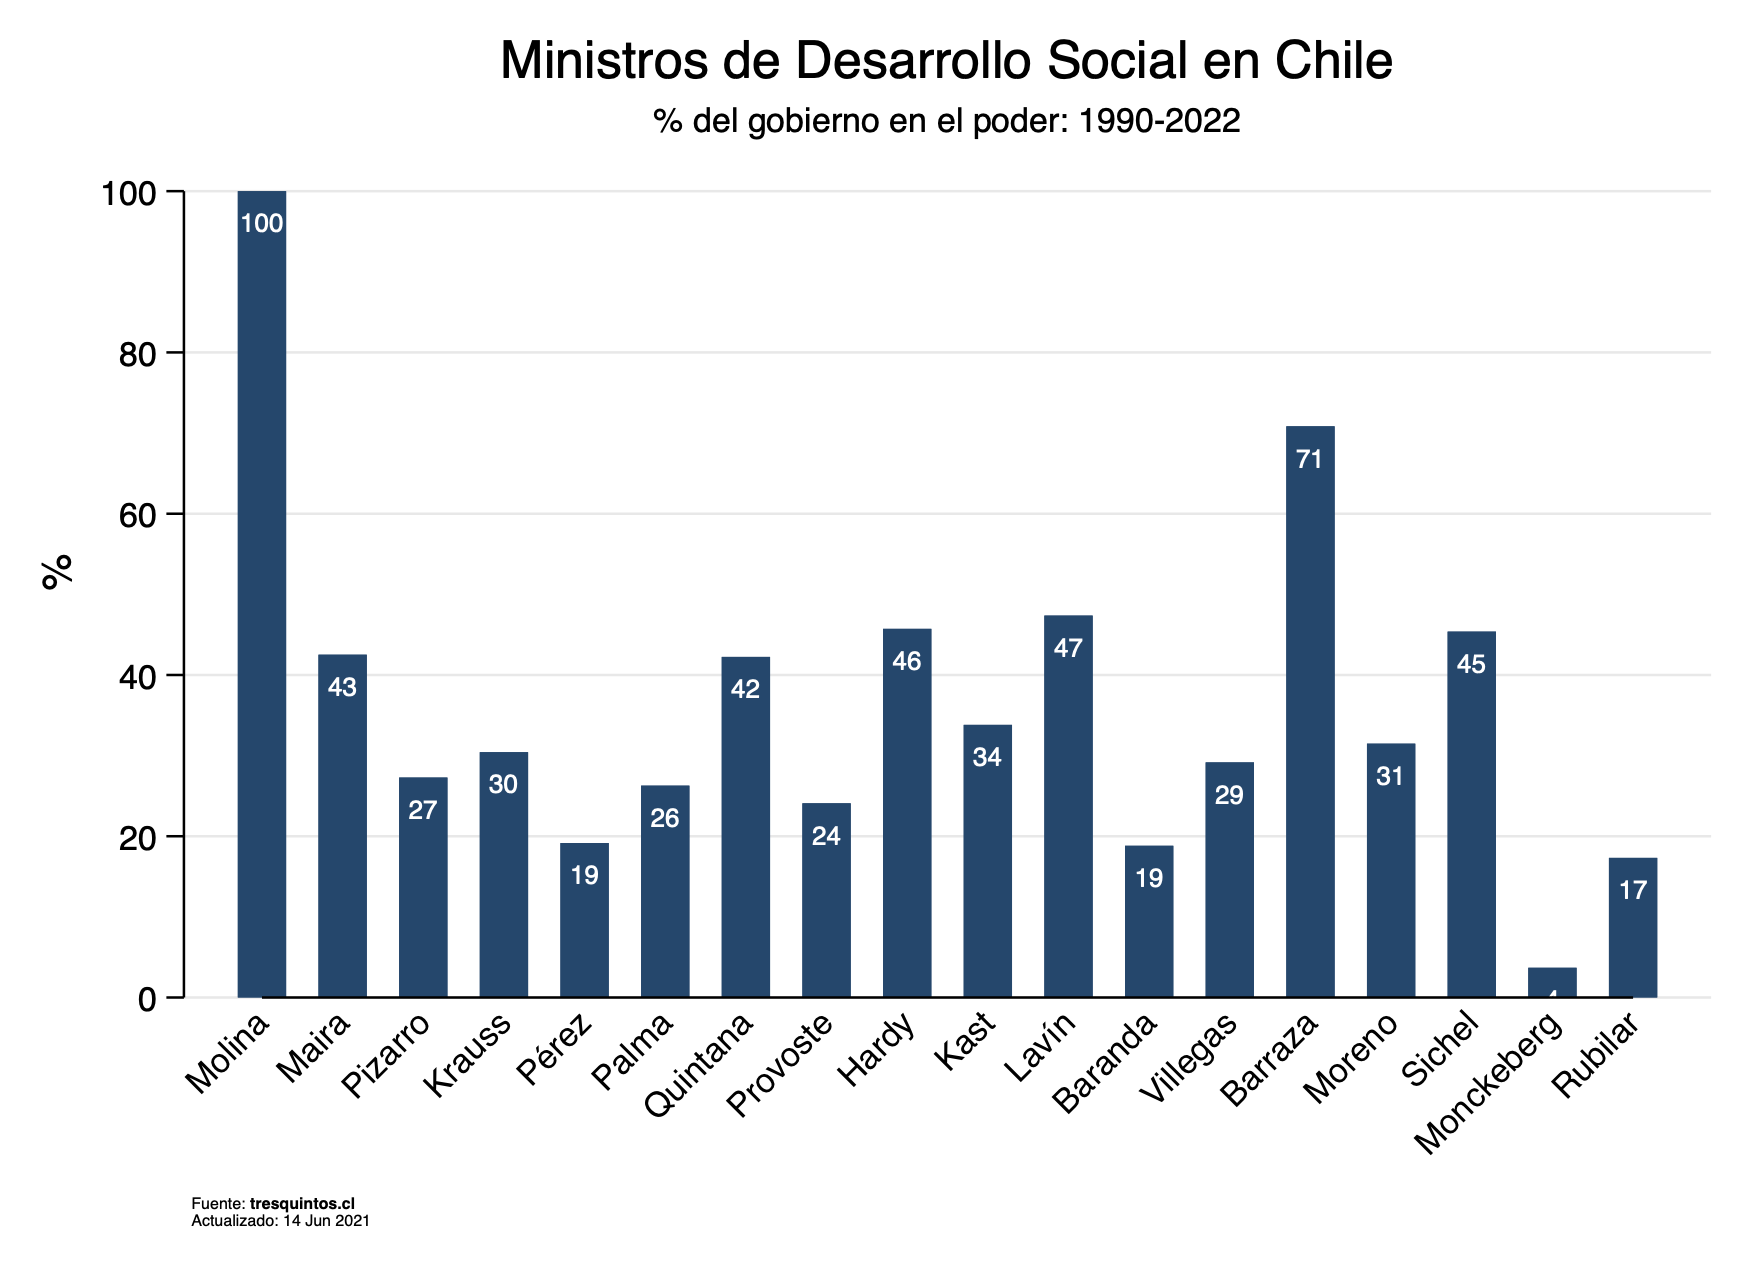 Ministros de Desarrollo Social en Chile
% del gobierno en el poder: 1990-2022
%
100
80
60
40
20
0
100
43
27
30
19
26
42
24
46
34
47
19
29
71
31
45
4
17
Molina
Maira
Pizarro
Krauss
Pérez
Palma
Quintana
Provoste
Hardy
Kast
Lavín
Baranda
Villegas
Barraza
Moreno
Sichel
Monckeberg
Rubilar
Fuente: tresquintos.cl
Actualizado: 14 Jun 2021